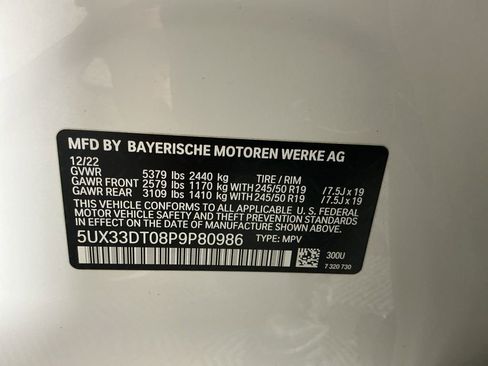 MFD BY BAYERISCHE MOTOREN WERKE AG
12/22
GVWR 5379 lbs 2440 kg TIRE / RIM
GAWR FRONT 2579 lbs 1170 kg WITH 245/50 R19 / 7.5J x 19
GAWR REAR 3109 lbs 1410 kg WITH 245/50 R19 / 7.5J x 19
THIS VEHICLE CONFORMS TO ALL APPLICABLE U. S. FEDERAL
MOTOR VEHICLE SAFETY AND THEFT PREVENTION STANDARDS
IN EFFECT ON THE DATE OF MANUFACTURE SHOWN ABOVE.
5UX33DT08P9P80986 TYPE: MPV
300U
7 320 730